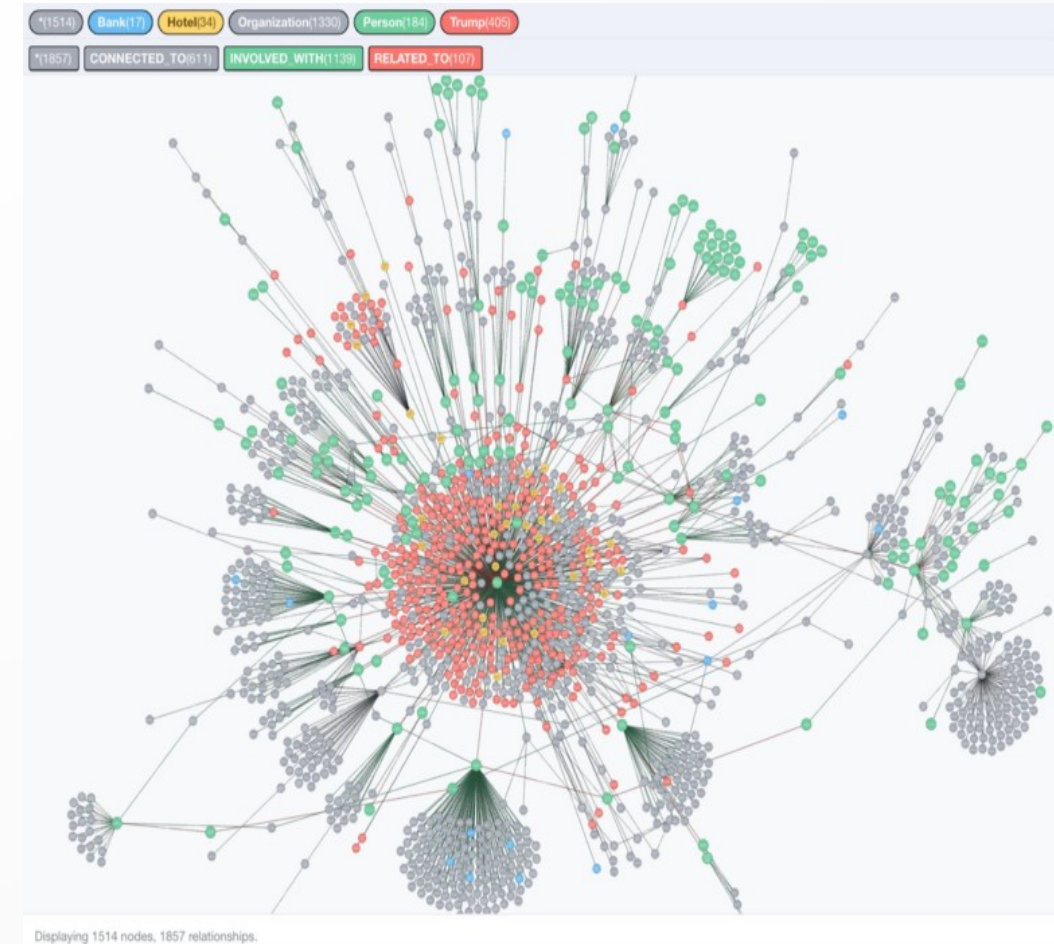 *(1514) Bank(17) Hotel(34) Organization(1330) Person(184) Trump(405)
*(1857) CONNECTED_TO(611) INVOLVED_WITH(1139) RELATED_TO(107)
Displaying 1514 nodes, 1857 relationships.